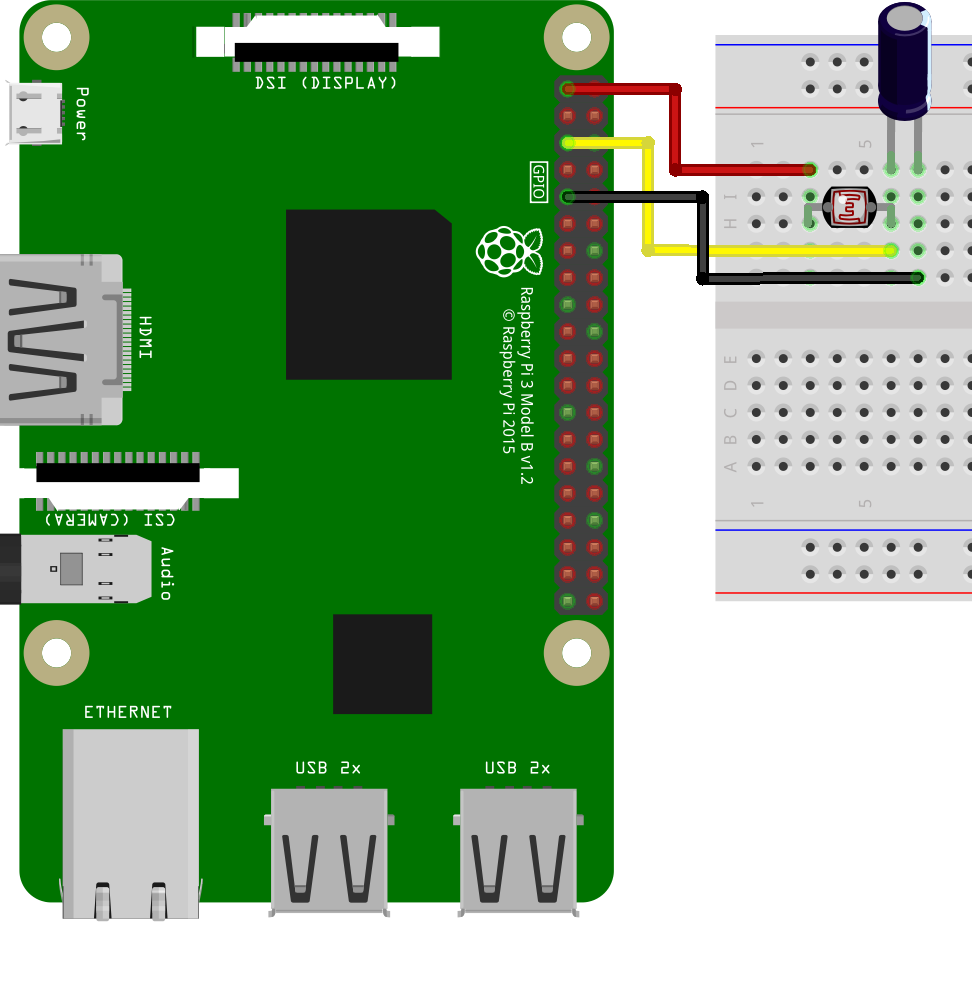 DSI (DISPLAY)
Power
GPIO
1
5
I
H
Raspberry Pi 3 Model B v1.2
© Raspberry Pi 2015
HDMI
E
D
C
B
A
1
5
CSI (CAMERA)
Audio
ETHERNET
USB 2x
USB 2x